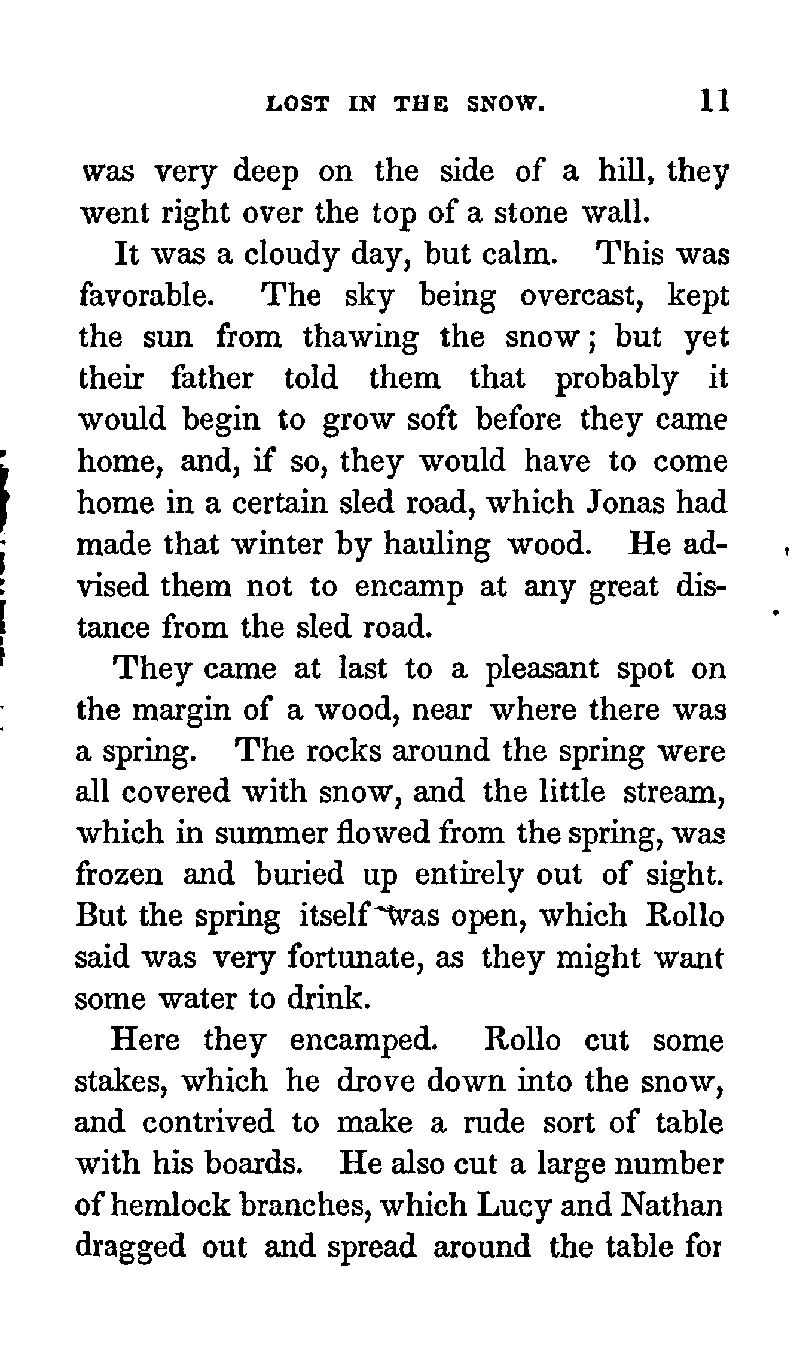 LOST IN THE SNOW. 11
was very deep on the side of a hill, they
went right over the top of a stone wall.
It was a cloudy day, but calm. This was
favorable. The sky being overcast, kept
the sun from thawing the snow; but yet
their father told them that probably it
would begin to grow soft before they came
home, and, if so, they would have to come
home in a certain sled road, which Jonas had
made that winter by hauling wood. He ad-
vised them not to encamp at any great dis-
tance from the sled road.
They came at last to a pleasant spot on
the margin of a wood, near where there was
a spring. The rocks around the spring were
all covered with snow, and the little stream,
which in summer flowed from the spring, was
frozen and buried up entirely out of sight.
But the spring itself was open, which Rollo
said was very fortunate, as they might want
some water to drink.
Here they encamped. Rollo cut some
stakes, which he drove down into the snow,
and contrived to make a rude sort of table
with his boards. He also cut a large number
of hemlock branches, which Lucy and Nathan
dragged out and spread around the table for